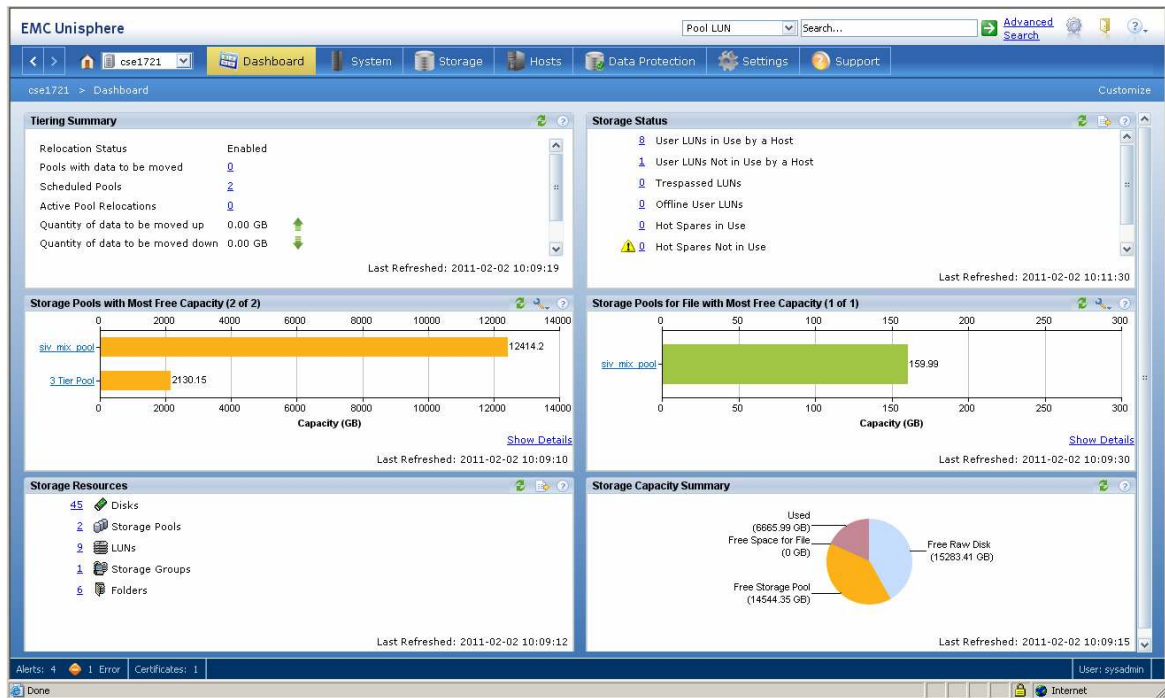 EMC Unisphere
Pool LUN
Search...
Advanced
Search
cse1721
Dashboard
System
Storage
Hosts
Data Protection
Settings
Support
cse1721 > Dashboard
Customize
Tiering Summary
Relocation Status Enabled
Pools with data to be moved 0
Scheduled Pools 2
Active Pool Relocations 0
Quantity of data to be moved up 0.00 GB
Quantity of data to be moved down 0.00 GB
Last Refreshed: 2011-02-02 10:09:19
Storage Status
8 User LUNs in Use by a Host
1 User LUNs Not in Use by a Host
0 Trespassed LUNs
0 Offline User LUNs
0 Hot Spares in Use
0 Hot Spares Not in Use
Last Refreshed: 2011-02-02 10:11:30
Storage Pools with Most Free Capacity (2 of 2)
0 2000 4000 6000 8000 10000 12000 14000
siv_mix_pool 12414.2
3 Tier Pool 2130.15
0 2000 4000 6000 8000 10000 12000 14000
Capacity (GB)
Show Details
Last Refreshed: 2011-02-02 10:09:10
Storage Pools for File with Most Free Capacity (1 of 1)
0 50 100 150 200 250 300
siv_mix_pool 159.99
0 50 100 150 200 250 300
Capacity (GB)
Show Details
Last Refreshed: 2011-02-02 10:09:30
Storage Resources
45 Disks
2 Storage Pools
9 LUNs
1 Storage Groups
6 Folders
Last Refreshed: 2011-02-02 10:09:12
Storage Capacity Summary
Used
(6665.99 GB)
Free Space for File
(0 GB)
Free Storage Pool
(14544.35 GB)
Free Raw Disk
(15283.41 GB)
Last Refreshed: 2011-02-02 10:09:15
Alerts: 4
1 Error
Certificates: 1
User: sysadmin
Done
Internet